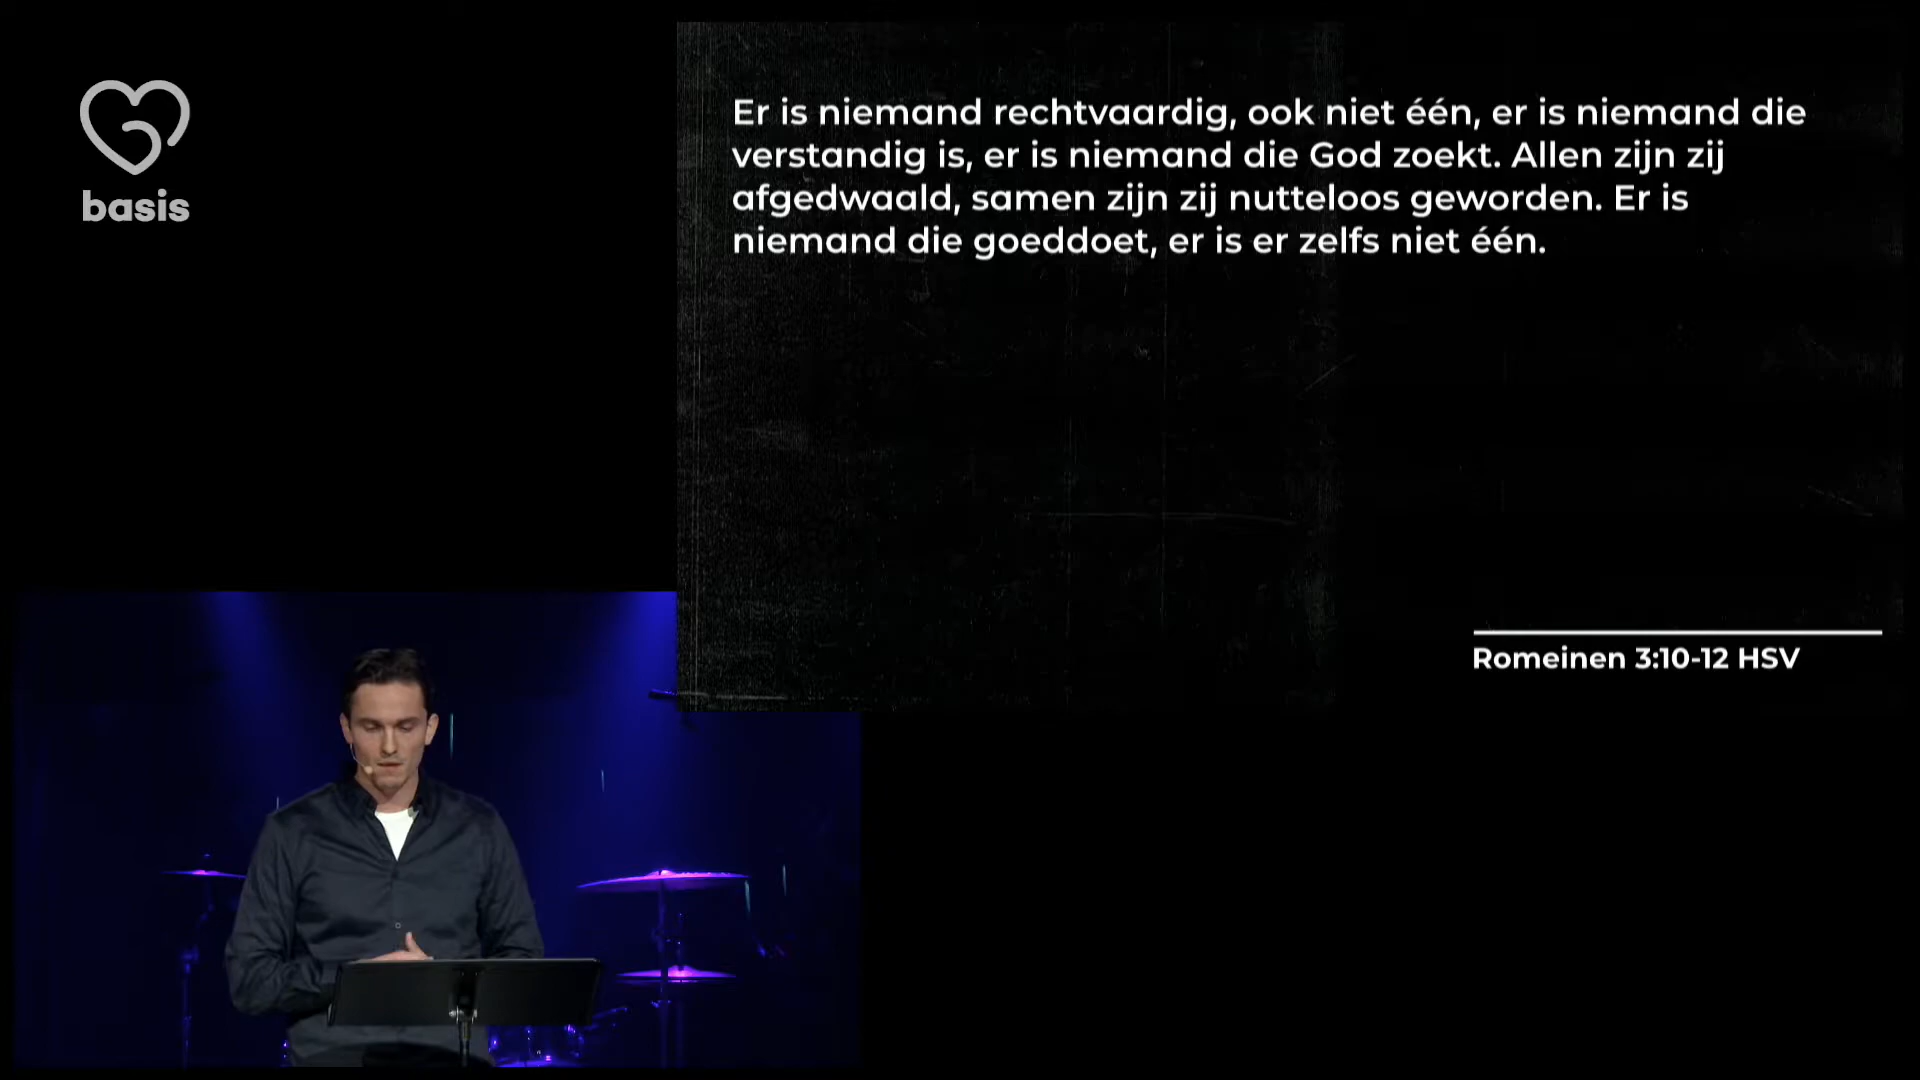 basis
Er is niemand rechtvaardig, ook niet één, er is niemand die
verstandig is, er is niemand die God zoekt. Allen zijn zij
afgedwaald, samen zijn zij nutteloos geworden. Er is
niemand die goeddoet, er is er zelfs niet één.
Romeinen 3:10-12 HSV